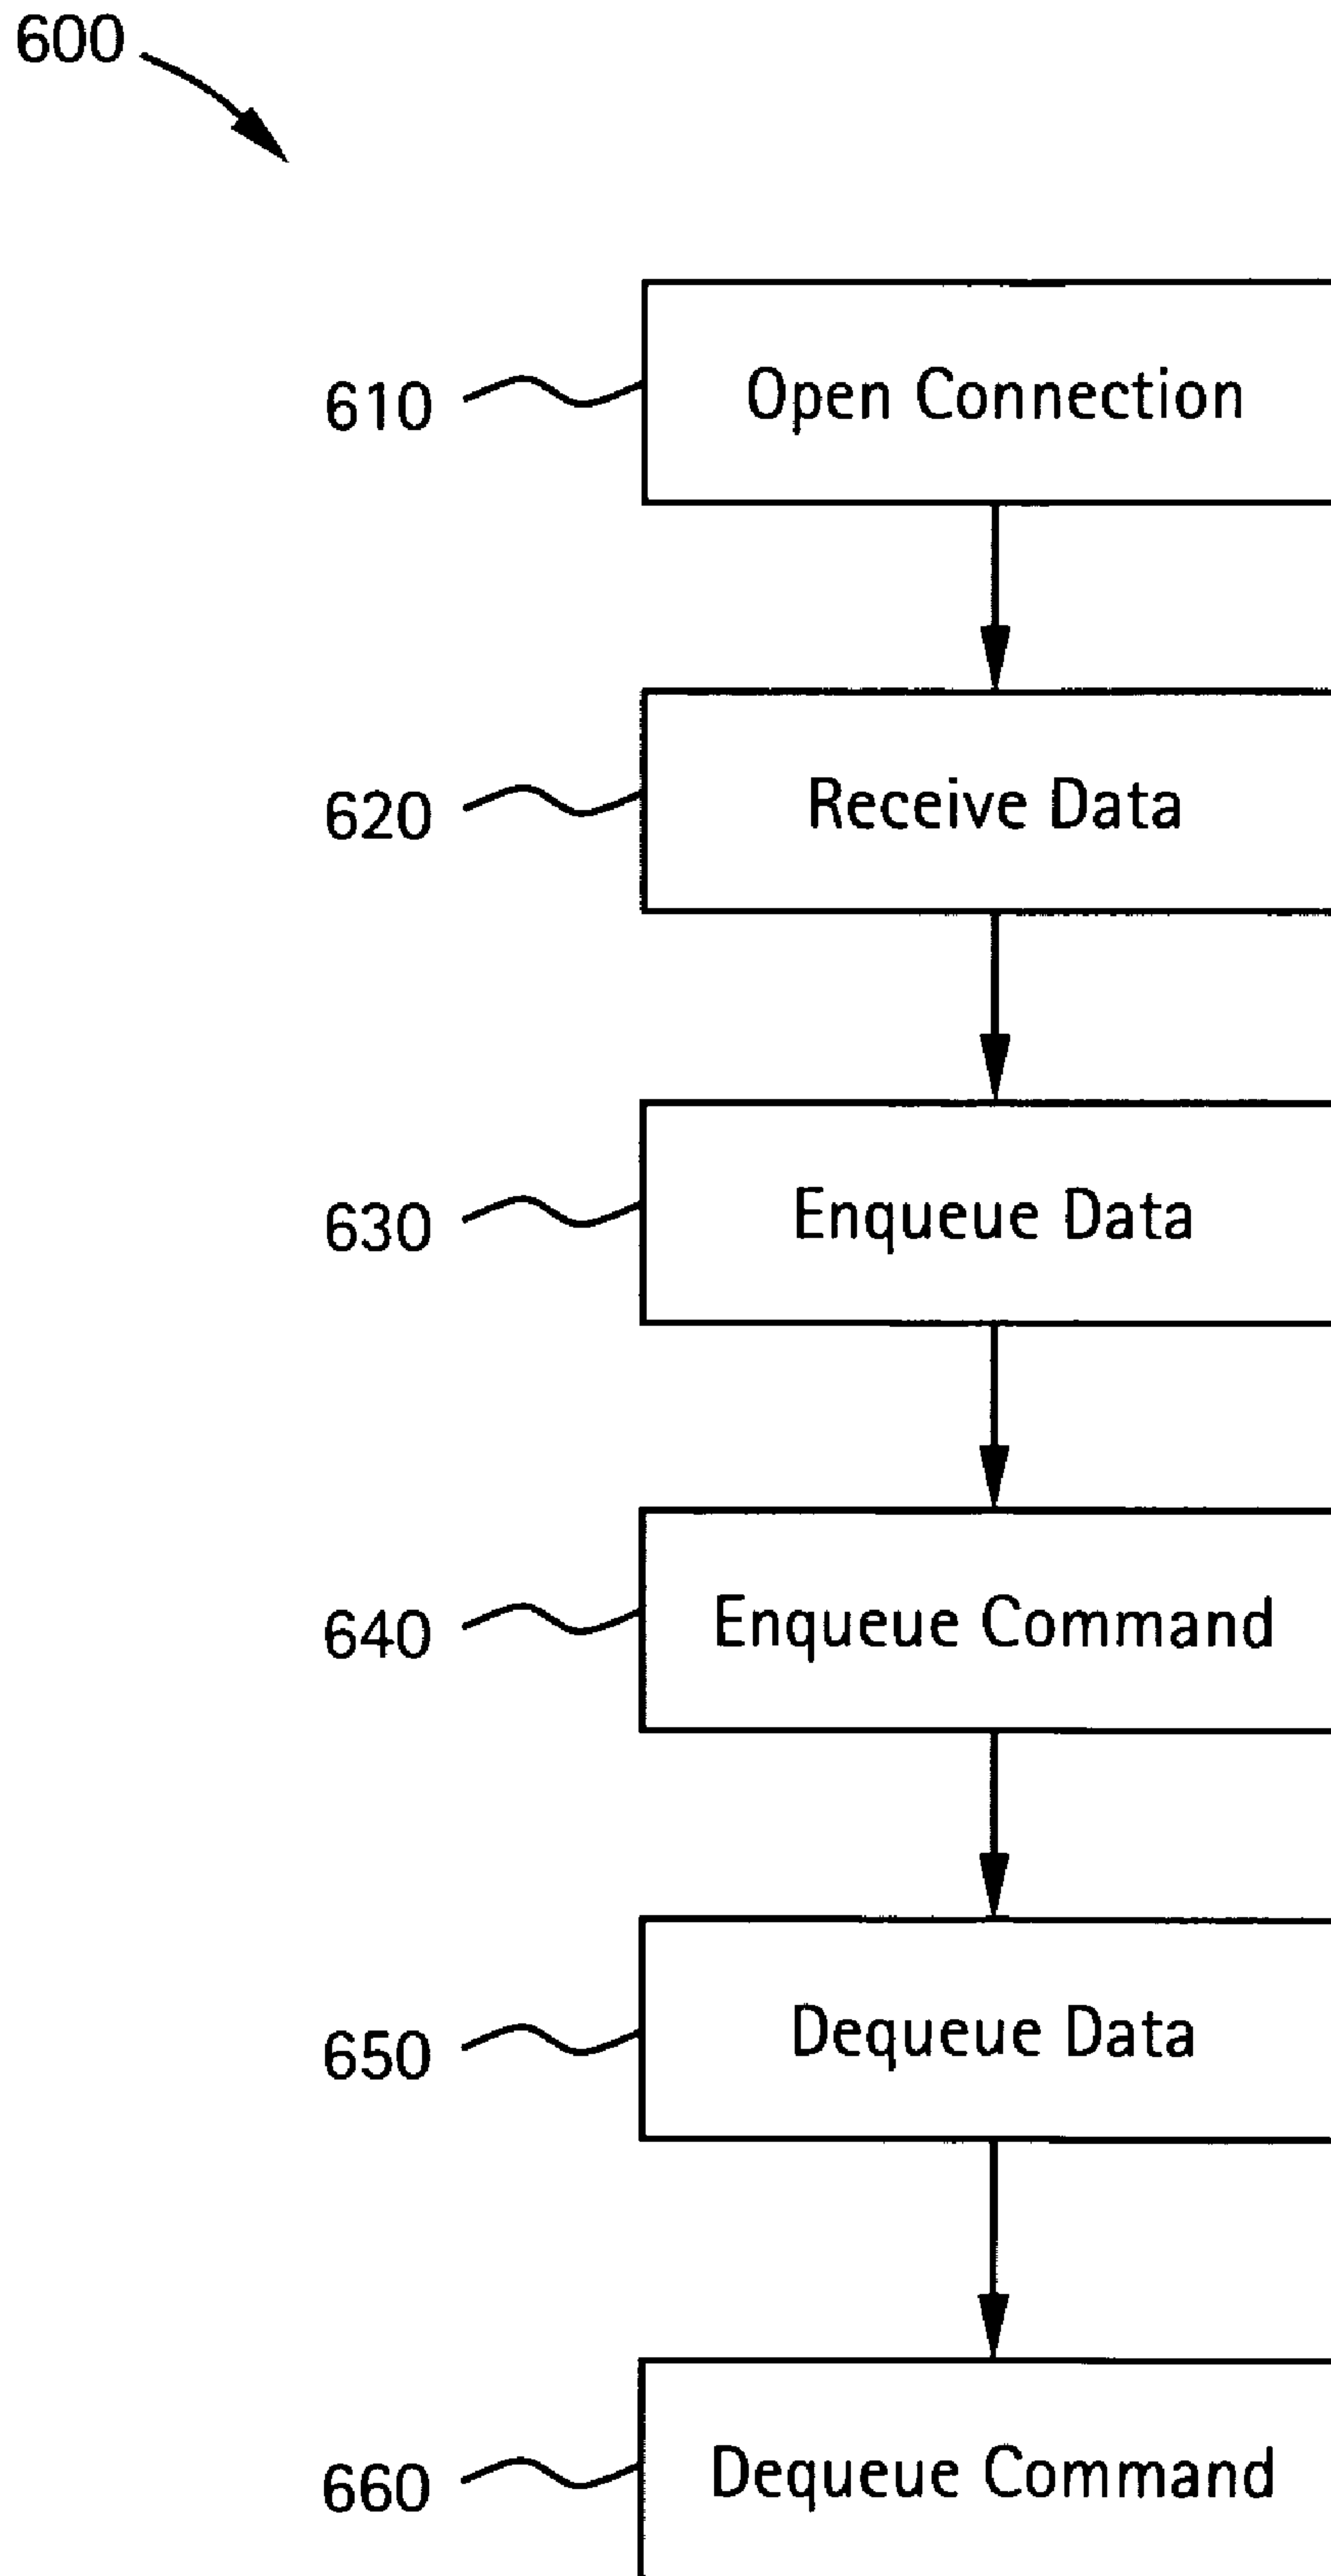 600
610 Open Connection
620 Receive Data
630 Enqueue Data
640 Enqueue Command
650 Dequeue Data
660 Dequeue Command